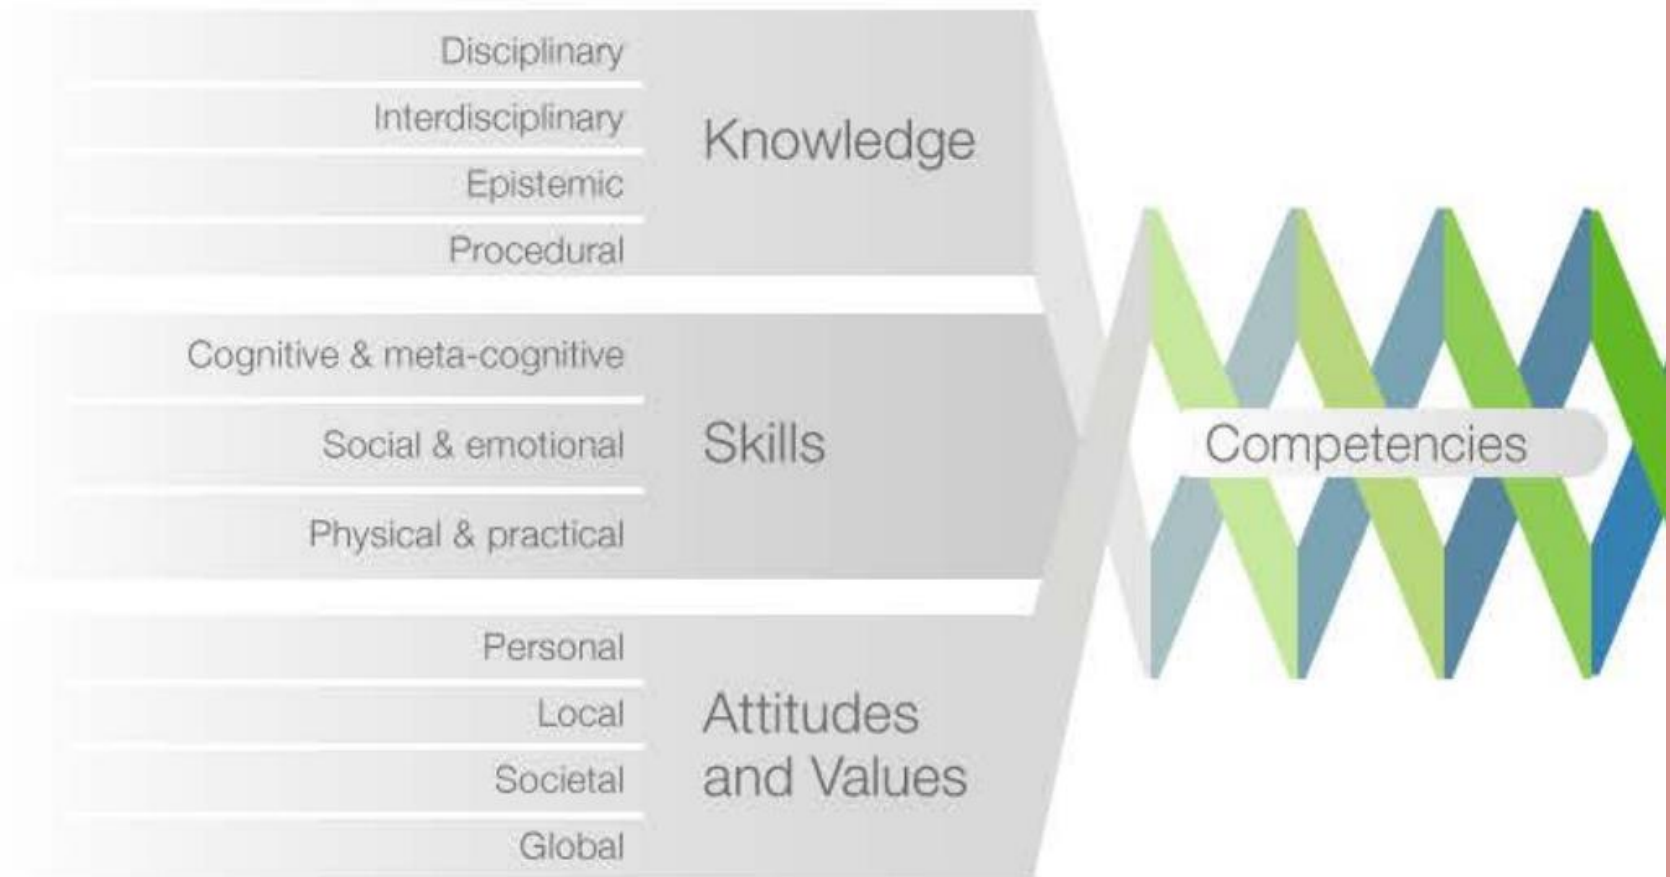 Disciplinary
Interdisciplinary
Epistemic
Procedural
Knowledge
Cognitive & meta-cognitive
Social & emotional
Physical & practical
Skills
Personal
Local
Societal
Global
Attitudes
and Values
Competencies